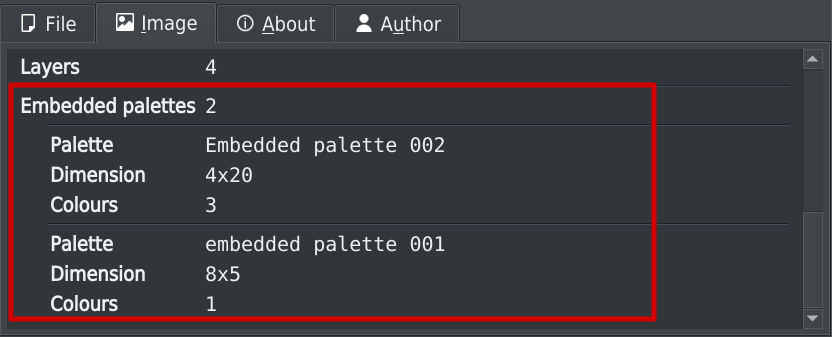 File Image About Author
Layers 4
Embedded palettes 2
Palette Embedded palette 002
Dimension 4x20
Colours 3
Palette embedded palette 001
Dimension 8x5
Colours 1